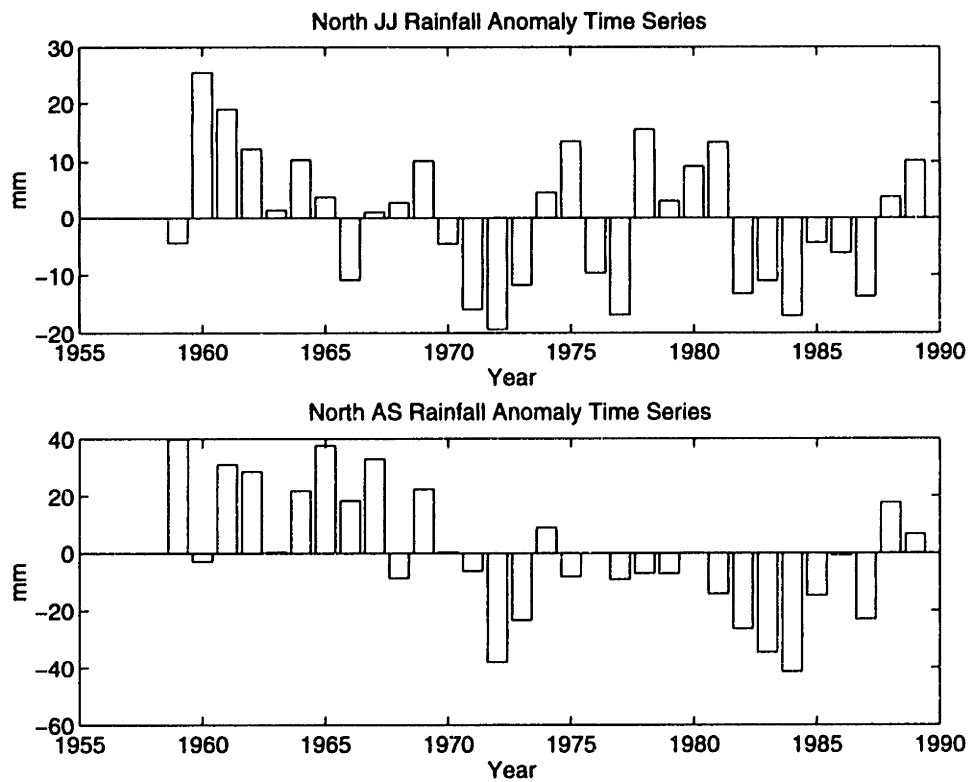 North JJ Rainfall Anomaly Time Series
30
20
10
0
−10
−20
mm
1955 1960 1965 1970 1975 1980 1985 1990
Year
North AS Rainfall Anomaly Time Series
40
20
0
−20
−40
−60
mm
1955 1960 1965 1970 1975 1980 1985 1990
Year